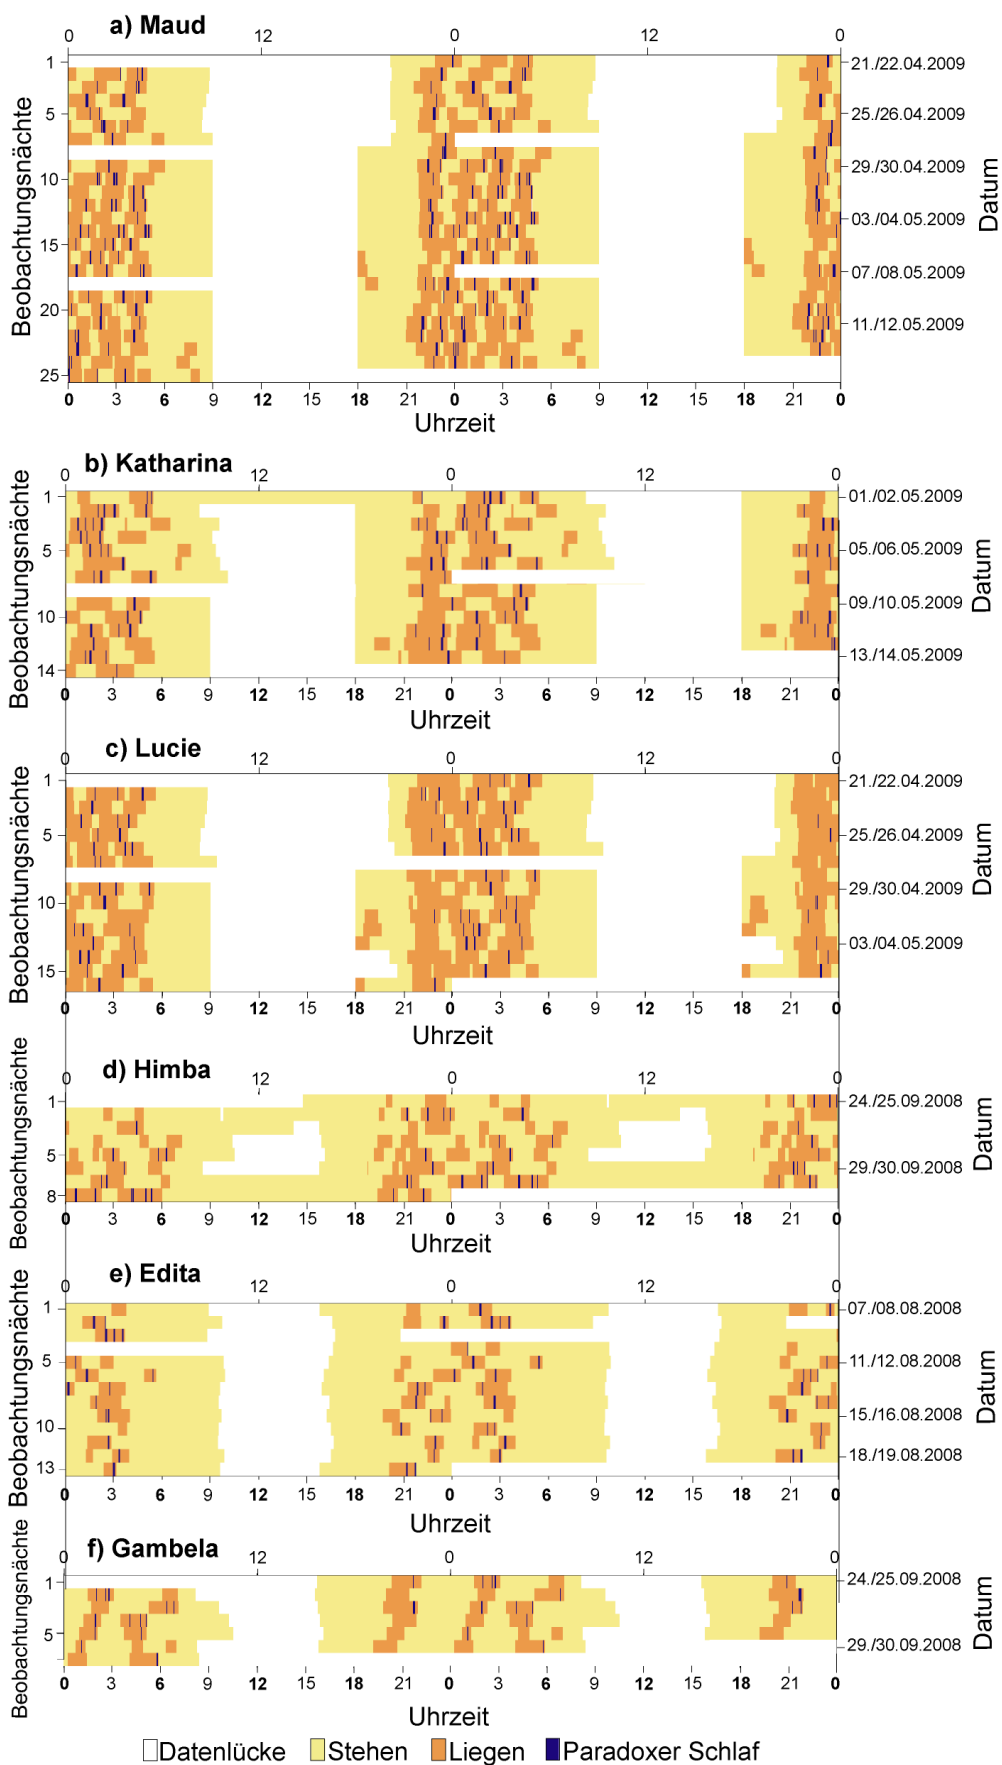 a) Maud
0 12 0 12 0
1 21./22.04.2009
5 25./26.04.2009
29./30.04.2009
10
03./04.05.2009
15
07./08.05.2009
20
11./12.05.2009
25
Beobachtungsnächte
Datum
0 3 6 9 12 15 18 21 0 3 6 9 12 15 18 21 0
Uhrzeit
b) Katharina
0 12 0 12 0
1 01./02.05.2009
5 05./06.05.2009
09./10.05.2009
10
13./14.05.2009
14
Beobachtungsnächte
Datum
0 3 6 9 12 15 18 21 0 3 6 9 12 15 18 21 0
Uhrzeit
c) Lucie
0 12 0 12 0
1 21./22.04.2009
5 25./26.04.2009
29./30.04.2009
10
03./04.05.2009
15
Beobachtungsnächte
Datum
0 3 6 9 12 15 18 21 0 3 6 9 12 15 18 21 0
Uhrzeit
d) Himba
0 12 0 12 0
1 24./25.09.2008
5
29./30.09.2008
8
Beobachtungsnächte
Datum
0 3 6 9 12 15 18 21 0 3 6 9 12 15 18 21 0
Uhrzeit
e) Edita
0 12 0 12 0
1 07./08.08.2008
5 11./12.08.2008
15./16.08.2008
10
18./19.08.2008
13
Beobachtungsnächte
Datum
0 3 6 9 12 15 18 21 0 3 6 9 12 15 18 21 0
Uhrzeit
f) Gambela
0 12 0 12 0
1 24./25.09.2008
5
29./30.09.2008
Beobachtungsnächte
Datum
0 3 6 9 12 15 18 21 0 3 6 9 12 15 18 21 0
Uhrzeit
Datenlücke Stehen Liegen Paradoxer Schlaf